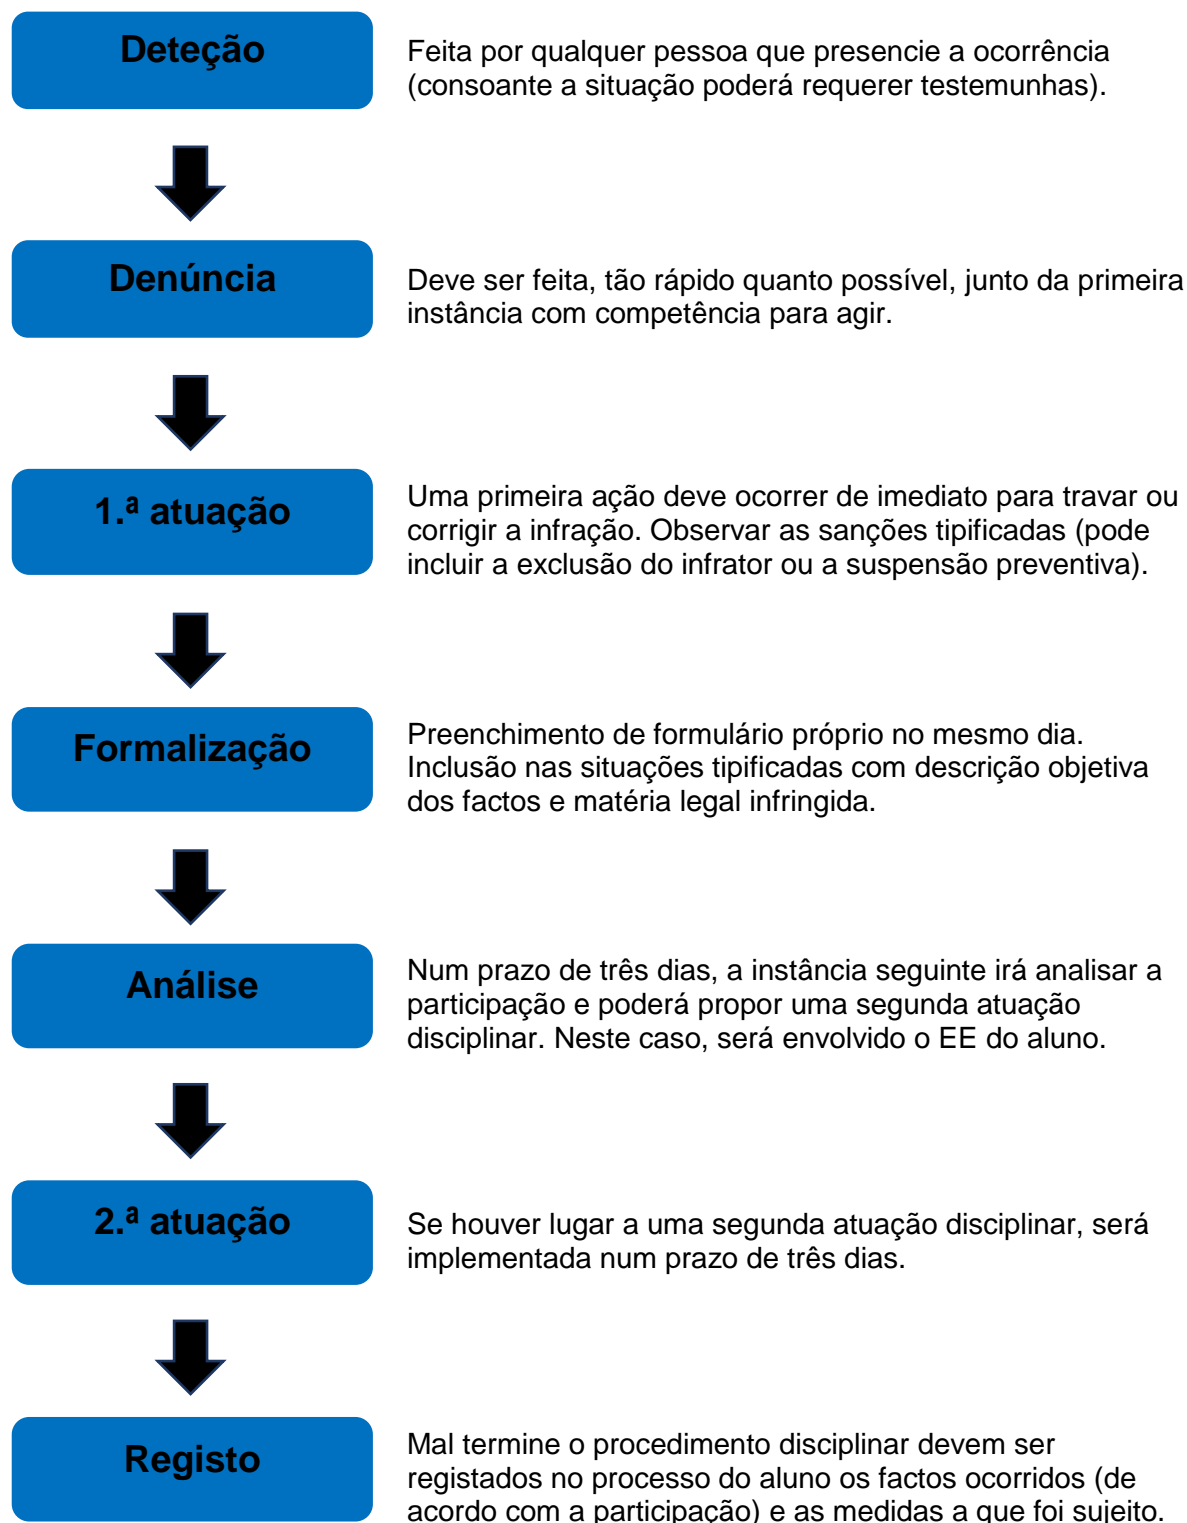 Deteção
Feita por qualquer pessoa que presencie a ocorrência
(consoante a situação poderá requerer testemunhas).
Denúncia
Deve ser feita, tão rápido quanto possível, junto da primeira
instância com competência para agir.
1.ª atuação
Uma primeira ação deve ocorrer de imediato para travar ou
corrigir a infração. Observar as sanções tipificadas (pode
incluir a exclusão do infrator ou a suspensão preventiva).
Formalização
Preenchimento de formulário próprio no mesmo dia.
Inclusão nas situações tipificadas com descrição objetiva
dos factos e matéria legal infringida.
Análise
Num prazo de três dias, a instância seguinte irá analisar a
participação e poderá propor uma segunda atuação
disciplinar. Neste caso, será envolvido o EE do aluno.
2.ª atuação
Se houver lugar a uma segunda atuação disciplinar, será
implementada num prazo de três dias.
Registo
Mal termine o procedimento disciplinar devem ser
registados no processo do aluno os factos ocorridos (de
acordo com a participação) e as medidas a que foi sujeito.